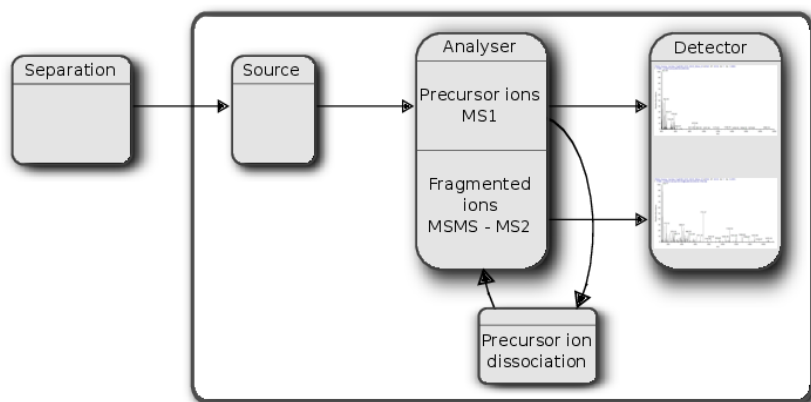 Separation
Source
Analyser
Precursor ions
MS1
Fragmented
ions
MSMS - MS2
Detector
Precursor ion
dissociation